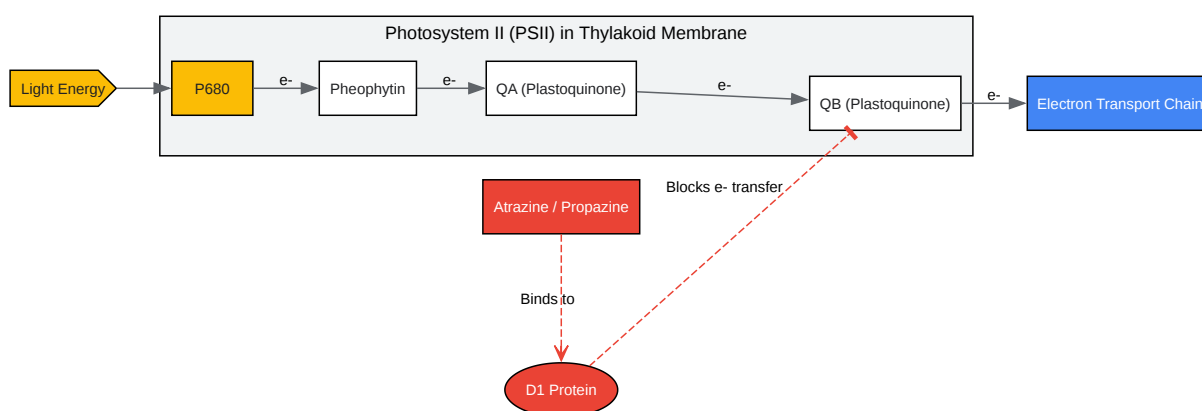 Photosystem II (PSII) in Thylakoid Membrane
Light Energy
P680
e-
Pheophytin
e-
QA (Plastoquinone)
e-
QB (Plastoquinone)
e-
Electron Transport Chain
Atrazine / Propazine
Blocks e- transfer
Binds to
D1 Protein